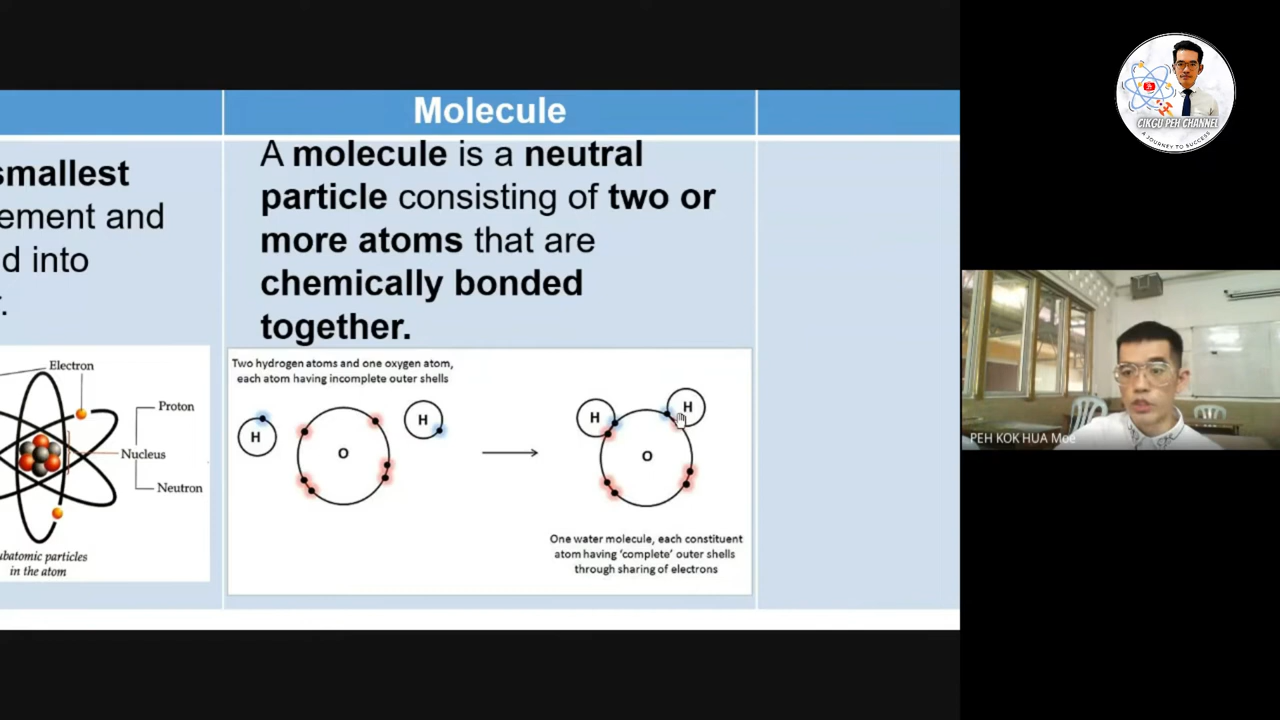 smallest
ement and
d into
r.
Electron
Proton
Nucleus
Neutron
batomic particles
in the atom
Molecule
A molecule is a neutral
particle consisting of two or
more atoms that are
chemically bonded
together.
Two hydrogen atoms and one oxygen atom,
each atom having incomplete outer shells
H
O
H
H
H
O
One water molecule, each constituent
atom having ‘complete’ outer shells
through sharing of electrons
CIKGU PEH CHANNEL
A JOURNEY TO SUCCESS
PEH KOK HUA Moe